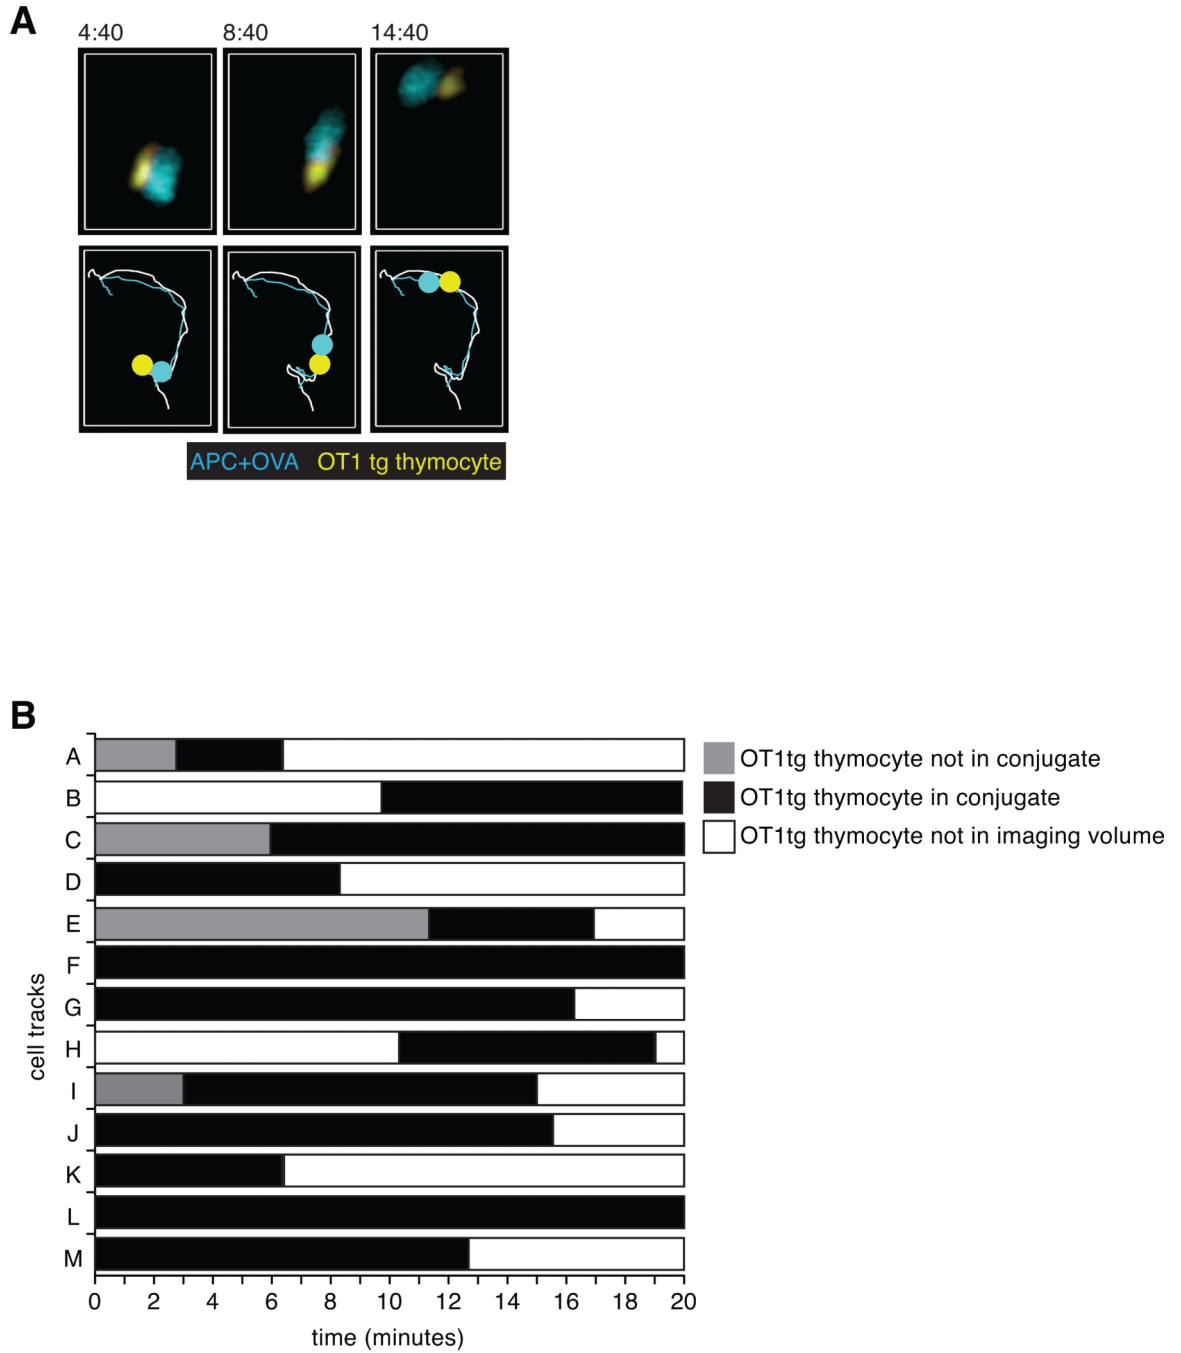 A
4:40 8:40 14:40
APC+OVA OT1 tg thymocyte
B
A
B
C
D
E
F
G
H
I
J
K
L
M
cell tracks
0 2 4 6 8 10 12 14 16 18 20
time (minutes)
OT1tg thymocyte not in conjugate
OT1tg thymocyte in conjugate
OT1tg thymocyte not in imaging volume